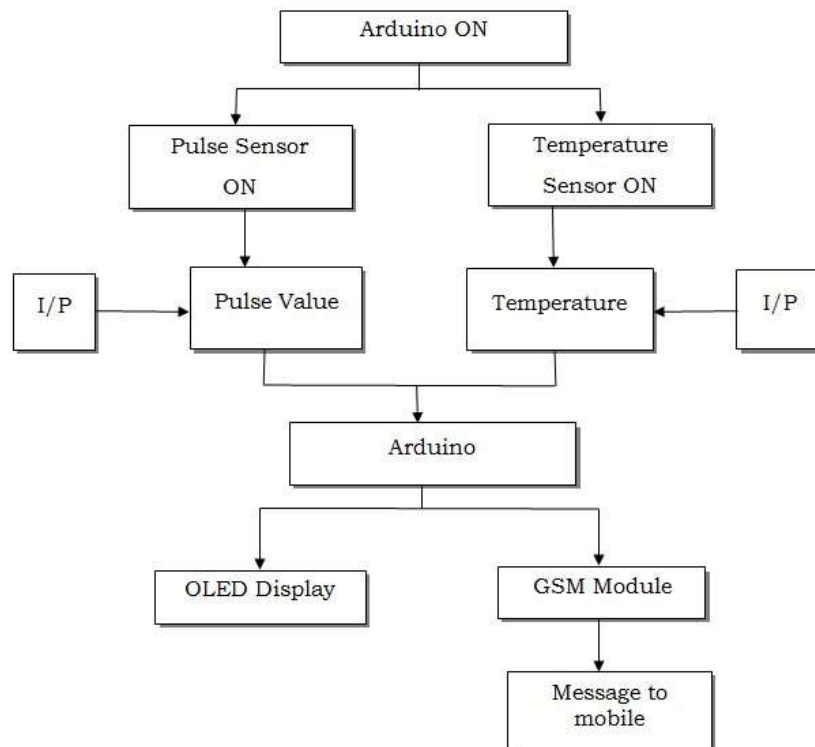 Arduino ON
Pulse Sensor
ON
Temperature
Sensor ON
I/P
Pulse Value
Temperature
I/P
Arduino
OLED Display
GSM Module
Message to
mobile